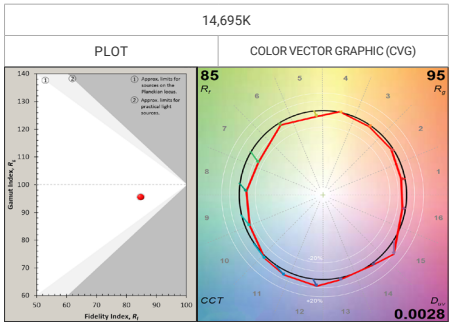 14,695K
PLOT
COLOR VECTOR GRAPHIC (CVG)
140
130
120
110
100
90
80
70
60
50
60
70
80
90
100
Gamut Index, Rg
Fidelity Index, Rf
1
2
1 Approx. limits for
sources on the
Planckian locus.
2 Approx. limits for
practical light
sources.
85
Rf
95
Rg
5
4
6
3
7
2
8
1
9
16
10
15
11
12
13
14
20%
+20%
CCT
Duv
0.0028